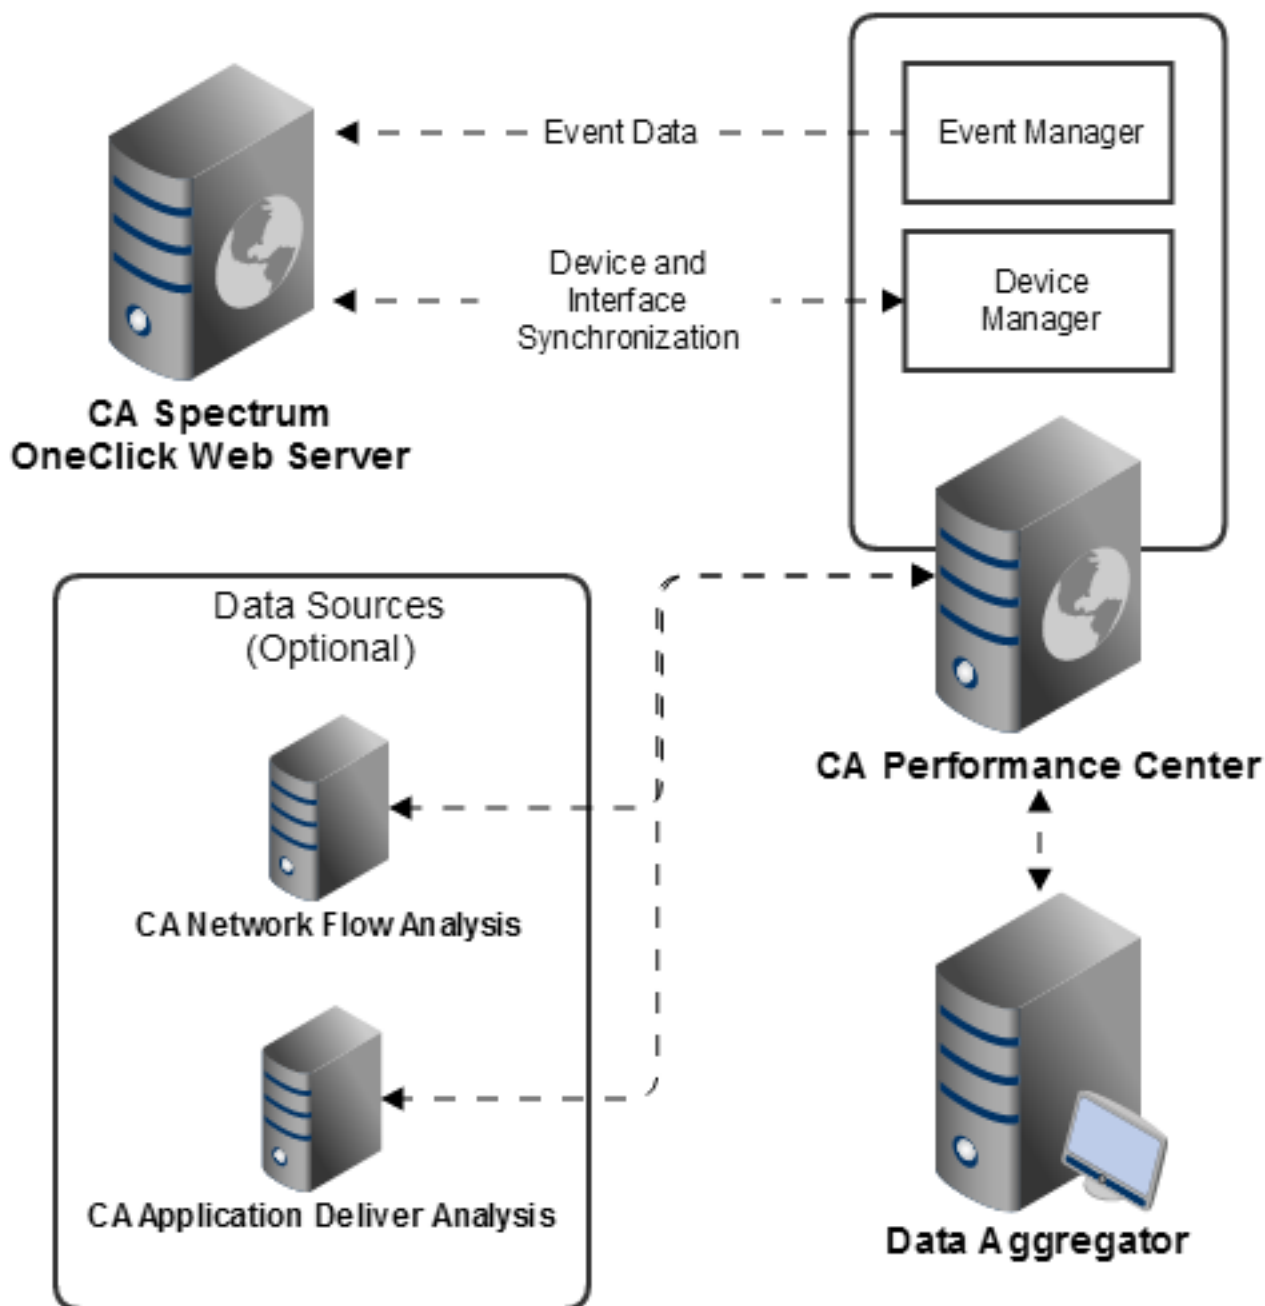 Event Data
Event Manager
Device and
Interface
Synchronization
Device
Manager
CA Spectrum
OneClick Web Server
Data Sources
(Optional)
CA Performance Center
CA Network Flow Analysis
CA Application Deliver Analysis
Data Aggregator